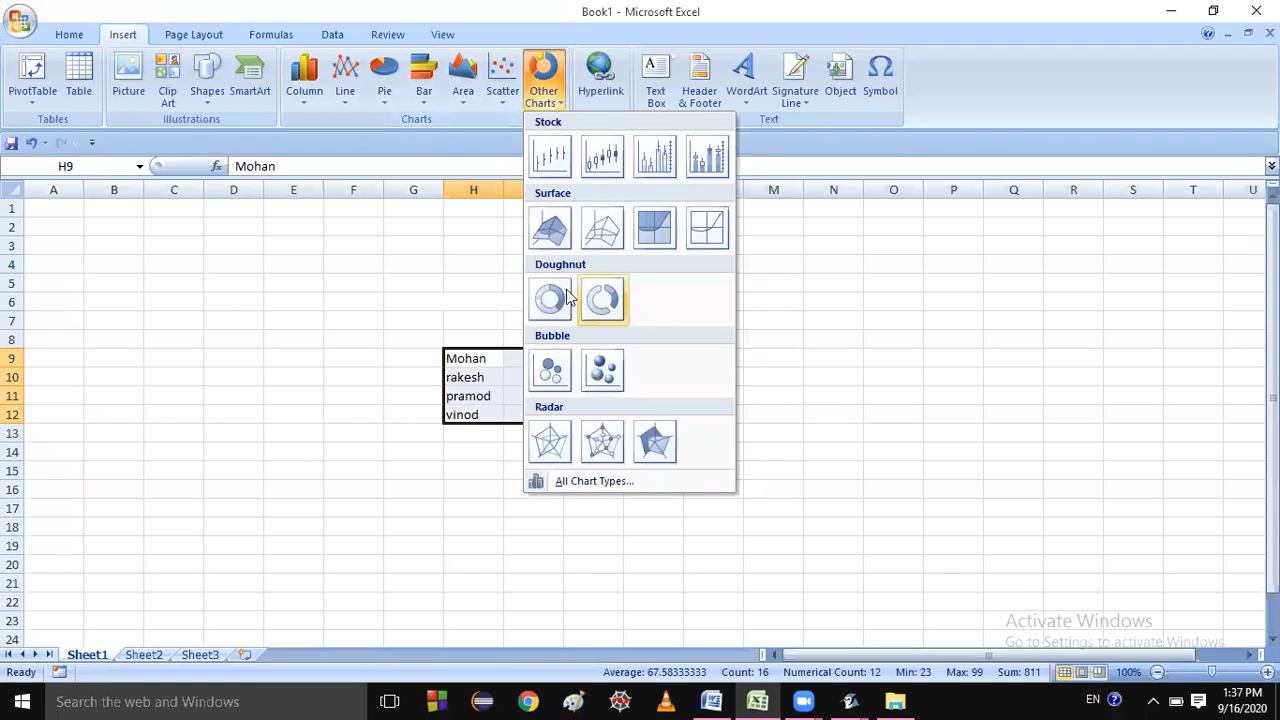 Book1 - Microsoft Excel
Home Insert Page Layout Formulas Data Review View
PivotTable Table Picture Clip Art Shapes SmartArt Column Line Pie Bar Area Scatter Other Charts Hyperlink Text Box Header & Footer WordArt Signature Line Object Symbol
Tables Illustrations Charts Text
H9 fx Mohan
A B C D E F G H M N O P Q R S T U
Stock
Surface
Doughnut
Bubble
Radar
All Chart Types...
1
2
3
4
5
6
7
8
9 Mohan
10 rakesh
11 pramod
12 vinod
13
14
15
16
17
18
19
20
21
22
23
24
Activate Windows
Go to Settings to activate Windows.
Sheet1 Sheet2 Sheet3
Ready Average: 67.58333333 Count: 16 Numerical Count: 12 Min: 23 Max: 99 Sum: 811 100%
Search the web and Windows EN 1:37 PM
9/16/2020